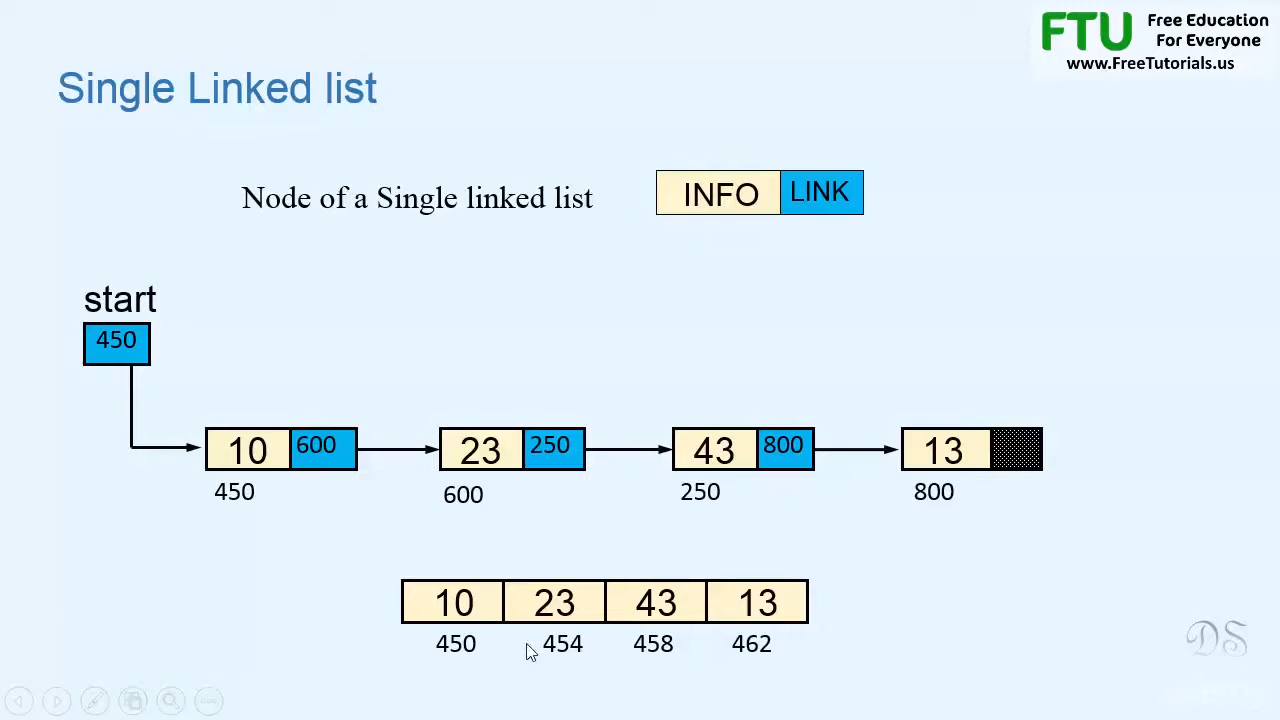 FTU Free Education
For Everyone
www.FreeTutorials.us
Single Linked list
Node of a Single linked list INFO LINK
start
450
10 600 23 250 43 800 13
450 600 250 800
10 23 43 13
450 454 458 462
DS